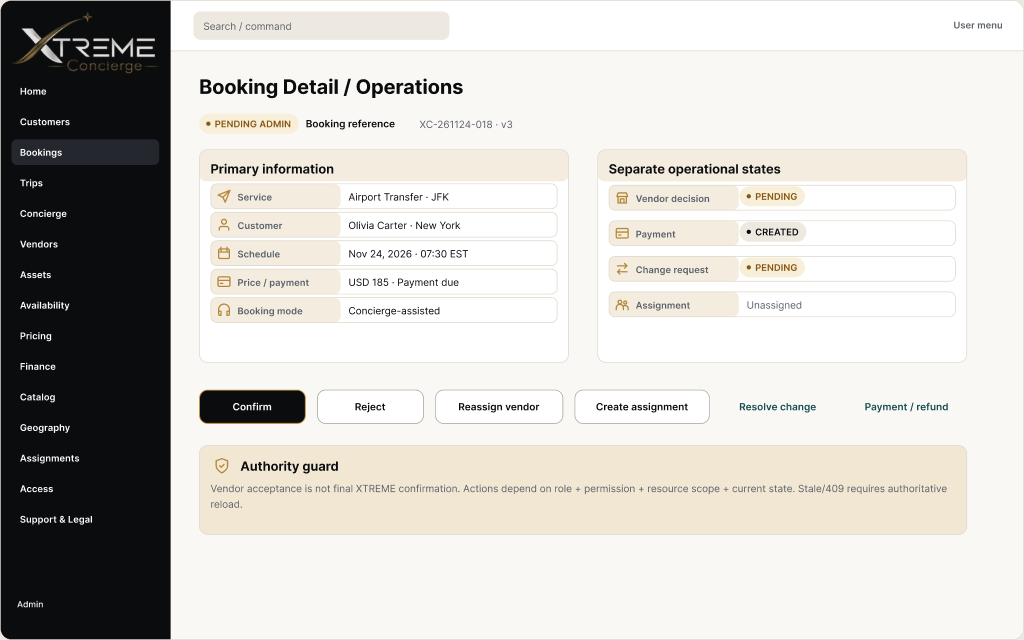 XTREME
Concierge
Home
Customers
Bookings
Trips
Concierge
Vendors
Assets
Availability
Pricing
Finance
Catalog
Geography
Assignments
Access
Support & Legal
Admin
Search / command
User menu
Booking Detail / Operations
PENDING ADMIN Booking reference XC-261124-018 · v3
Primary information
Service Airport Transfer · JFK
Customer Olivia Carter · New York
Schedule Nov 24, 2026 · 07:30 EST
Price / payment USD 185 · Payment due
Booking mode Concierge-assisted
Separate operational states
Vendor decision PENDING
Payment CREATED
Change request PENDING
Assignment Unassigned
Confirm Reject Reassign vendor Create assignment Resolve change Payment / refund
Authority guard
Vendor acceptance is not final XTREME confirmation. Actions depend on role + permission + resource scope + current state. Stale/409 requires authoritative
reload.